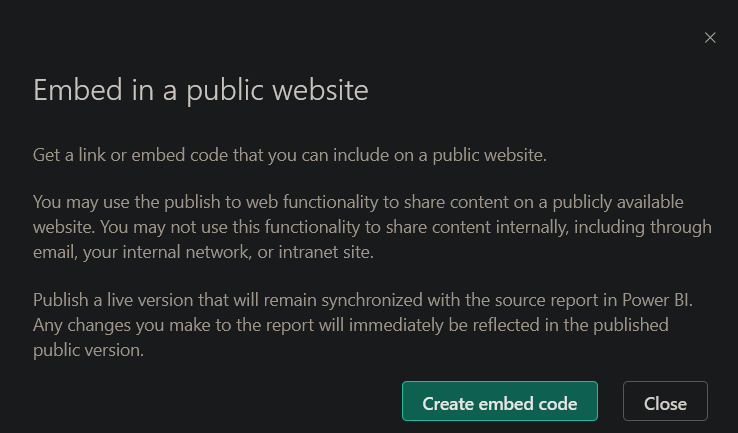 Embed in a public website
Get a link or embed code that you can include on a public website.
You may use the publish to web functionality to share content on a publicly available
website. You may not use this functionality to share content internally, including through
email, your internal network, or intranet site.
Publish a live version that will remain synchronized with the source report in Power BI.
Any changes you make to the report will immediately be reflected in the published
public version.
Create embed code
Close